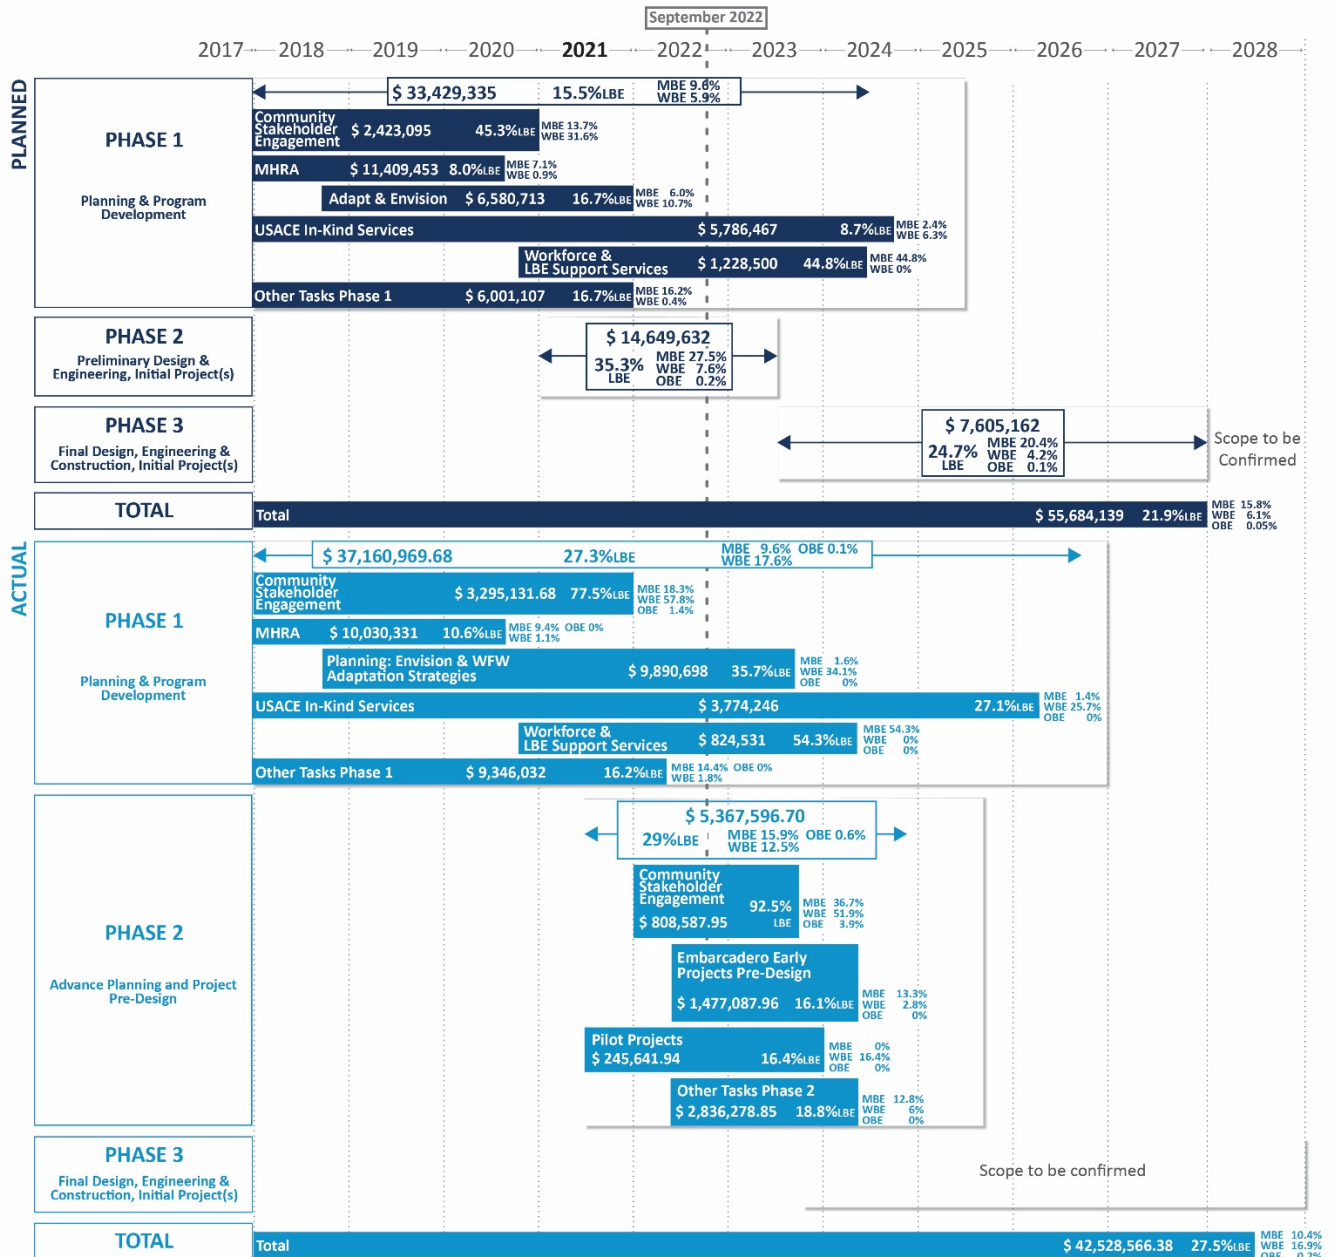 September 2022
2017 2018 2019 2020 2021 2022 2023 2024 2025 2026 2027 2028
PLANNED
PHASE 1
Planning & Program
Development
$ 33,429,335 15.5%LBE MBE 9.6%
WBE 5.9%
Community
Stakeholder
Engagement $ 2,423,095 45.3%LBE MBE 13.7%
WBE 31.6%
MHRA $ 11,409,453 8.0%LBE MBE 7.1%
WBE 0.9%
Adapt & Envision $ 6,580,713 16.7%LBE MBE 6.0%
WBE 10.7%
USACE In-Kind Services $ 5,786,467 8.7%LBE MBE 2.4%
WBE 6.3%
Workforce &
LBE Support Services $ 1,228,500 44.8%LBE MBE 44.8%
WBE 0%
Other Tasks Phase 1 $ 6,001,107 16.7%LBE MBE 16.2%
WBE 0.4%
PHASE 2
Preliminary Design &
Engineering, Initial Project(s)
$ 14,649,632
35.3%
LBE
MBE 27.5%
WBE 7.6%
OBE 0.2%
PHASE 3
Final Design, Engineering &
Construction, Initial Project(s)
$ 7,605,162
24.7%
LBE
MBE 20.4%
WBE 4.2%
OBE 0.1%
Scope to be
Confirmed
TOTAL
Total $ 55,684,139 21.9%LBE
MBE 15.8%
WBE 6.1%
OBE 0.05%
ACTUAL
PHASE 1
Planning & Program
Development
$ 37,160,969.68 27.3%LBE MBE 9.6% OBE 0.1%
WBE 17.6%
Community
Stakeholder
Engagement $ 3,295,131.68 77.5%LBE
MBE 18.3%
WBE 57.8%
OBE 1.4%
MHRA $ 10,030,331 10.6%LBE MBE 9.4% OBE 0%
WBE 1.1%
Planning: Envision & WFW
Adaptation Strategies $ 9,890,698 35.7%LBE
MBE 1.6%
WBE 34.1%
OBE 0%
USACE In-Kind Services $ 3,774,246 27.1%LBE
MBE 1.4%
WBE 25.7%
OBE 0%
Workforce &
LBE Support Services $ 824,531 54.3%LBE
MBE 54.3%
WBE 0%
OBE 0%
Other Tasks Phase 1 $ 9,346,032 16.2%LBE MBE 14.4% OBE 0%
WBE 1.8%
PHASE 2
Advance Planning and Project
Pre-Design
$ 5,367,596.70
29%LBE MBE 15.9% OBE 0.6%
WBE 12.5%
Community
Stakeholder
Engagement
$ 808,587.95
92.5%
LBE
MBE 36.7%
WBE 51.9%
OBE 3.9%
Embarcadero Early
Projects Pre-Design
$ 1,477,087.96 16.1%LBE
MBE 13.3%
WBE 2.8%
OBE 0%
Pilot Projects
$ 245,641.94 16.4%LBE
MBE 0%
WBE 16.4%
OBE 0%
Other Tasks Phase 2
$ 2,836,278.85 18.8%LBE
MBE 12.8%
WBE 6%
OBE 0%
PHASE 3
Final Design, Engineering &
Construction, Initial Project(s)
Scope to be confirmed
TOTAL
Total $ 42,528,566.38 27.5%LBE
MBE 10.4%
WBE 16.9%
OBE 0.2%